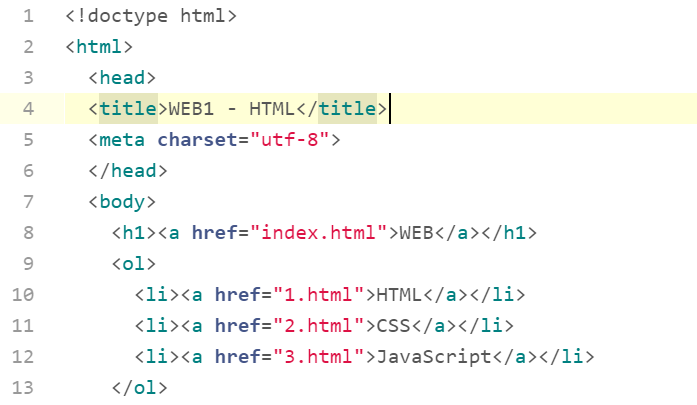 1 <!doctype html>
2 <html>
3 <head>
4 <title>WEB1 - HTML</title>
5 <meta charset="utf-8">
6 </head>
7 <body>
8 <h1><a href="index.html">WEB</a></h1>
9 <ol>
10 <li><a href="1.html">HTML</a></li>
11 <li><a href="2.html">CSS</a></li>
12 <li><a href="3.html">JavaScript</a></li>
13 </ol>